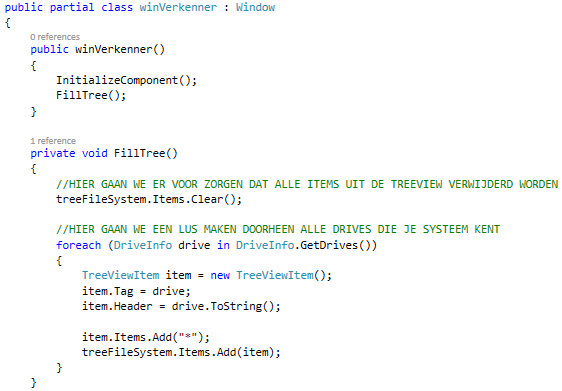 public partial class winVerkenner : Window
{
0 references
public winVerkenner()
{
InitializeComponent();
FillTree();
}
1 reference
private void FillTree()
{
//HIER GAAN WE ER VOOR ZORGEN DAT ALLE ITEMS UIT DE TREEVIEW VERWIJDERD WORDEN
treeFileSystem.Items.Clear();
//HIER GAAN WE EEN LUS MAKEN DOORHEEN ALLE DRIVES DIE JE SYSTEEM KENT
foreach (DriveInfo drive in DriveInfo.GetDrives())
{
TreeViewItem item = new TreeViewItem();
item.Tag = drive;
item.Header = drive.ToString();
item.Items.Add("*");
treeFileSystem.Items.Add(item);
}
}